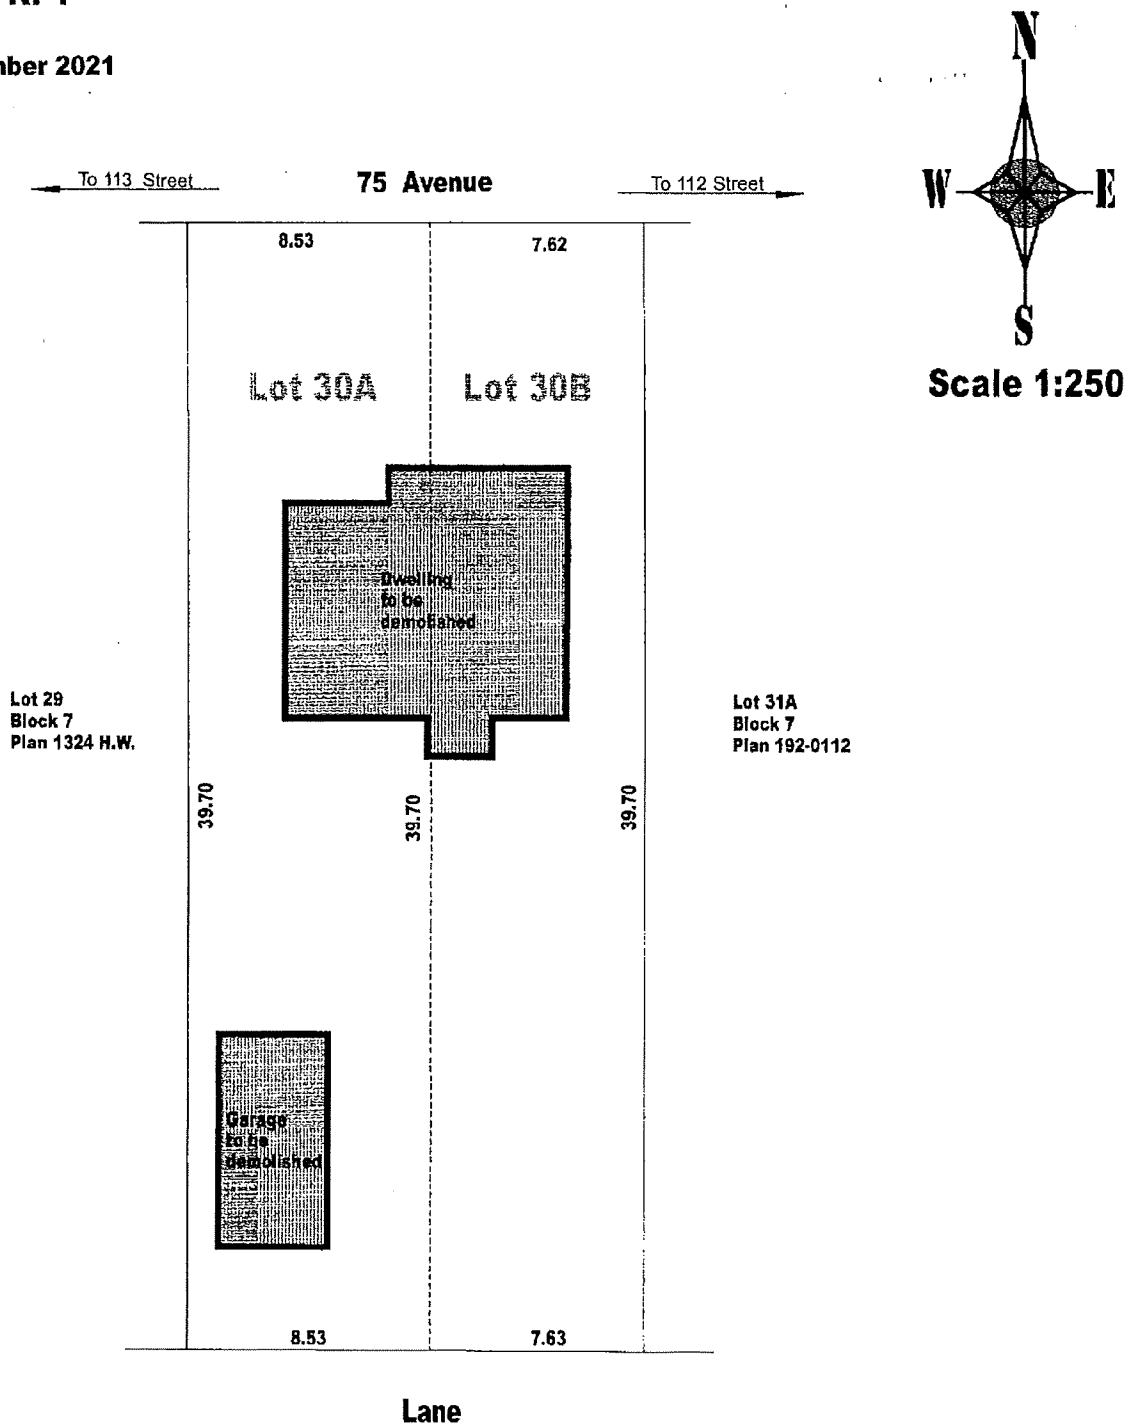 mber 2021
N
W
E
S
Scale 1:250
To 113 Street
75 Avenue
To 112 Street
8.53
7.62
Lot 30A
Lot 30B
Dwelling
to be
demolished
Lot 29
Block 7
Plan 1324 H.W.
Lot 31A
Block 7
Plan 192-0112
39.70
39.70
39.70
Garage
to be
demolished
8.53
7.63
Lane